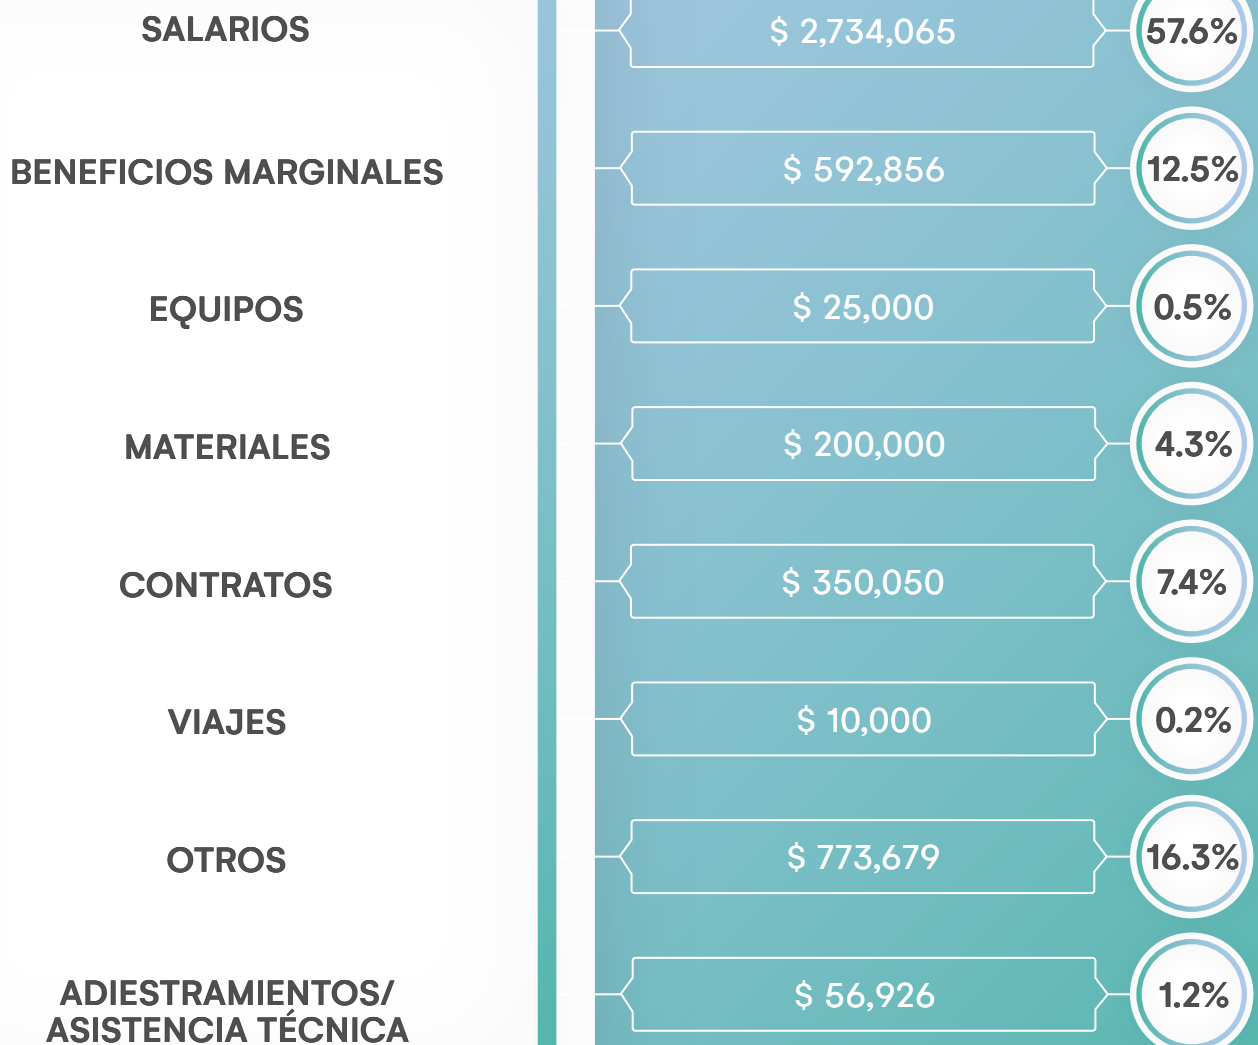 SALARIOS $ 2,734,065 57.6%
BENEFICIOS MARGINALES $ 592,856 12.5%
EQUIPOS $ 25,000 0.5%
MATERIALES $ 200,000 4.3%
CONTRATOS $ 350,050 7.4%
VIAJES $ 10,000 0.2%
OTROS $ 773,679 16.3%
ADIESTRAMIENTOS/
ASISTENCIA TÉCNICA $ 56,926 1.2%